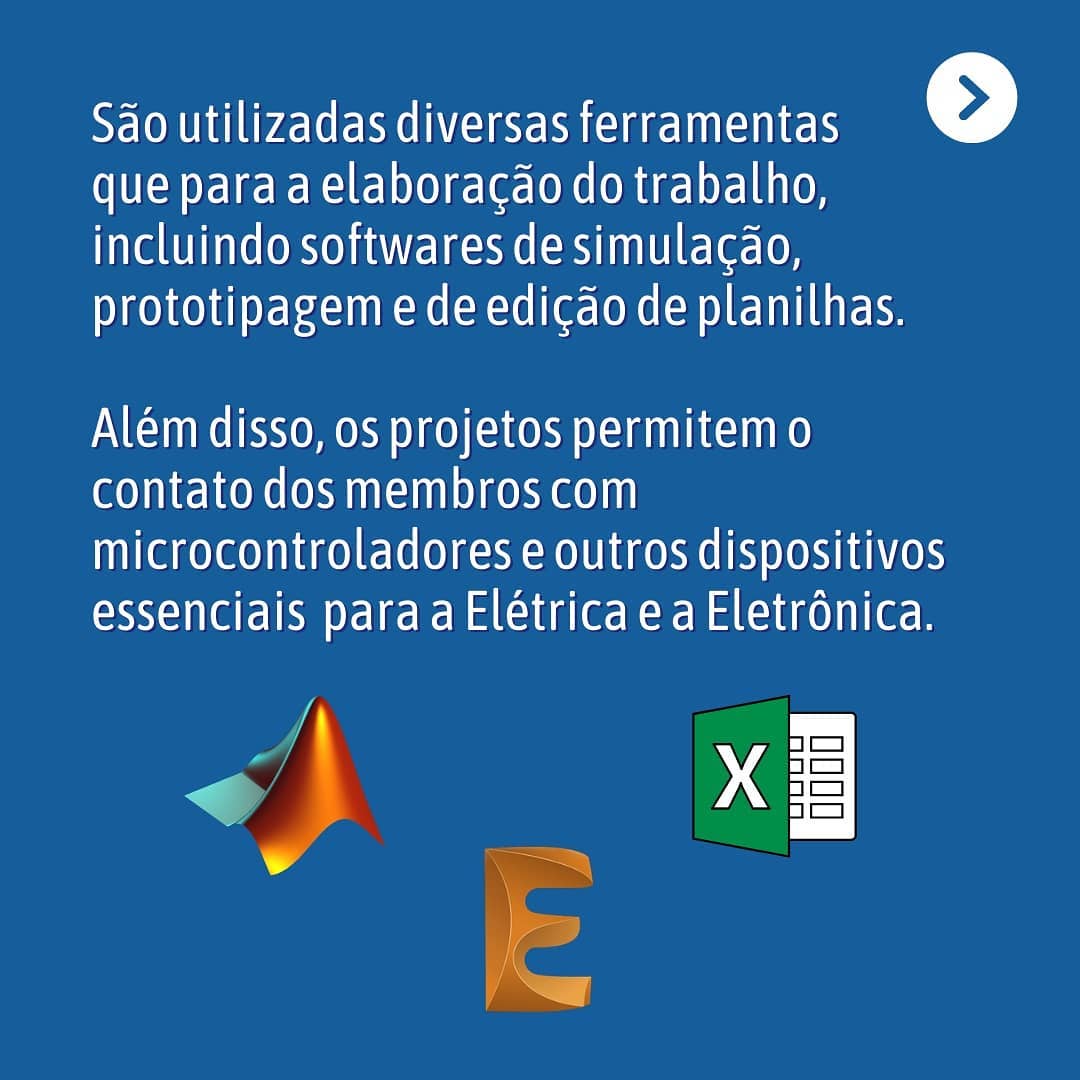 São utilizadas diversas ferramentas
que para a elaboração do trabalho,
incluindo softwares de simulação,
prototipagem e de edição de planilhas.
Além disso, os projetos permitem o
contato dos membros com
microcontroladores e outros dispositivos
essenciais para a Elétrica e a Eletrônica.
X
E